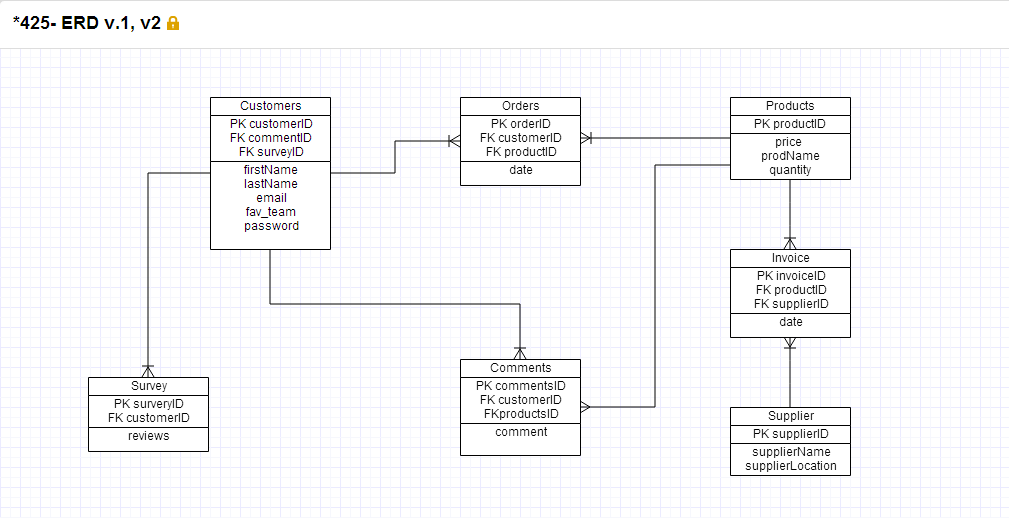 *425- ERD v.1, v2
Customers
PK customerID
FK commentID
FK surveyID
firstName
lastName
email
fav_team
password
Orders
PK orderID
FK customerID
FK productID
date
Products
PK productID
price
prodName
quantity
Invoice
PK invoiceID
FK productID
FK supplierID
date
Survey
PK surveryID
FK customerID
reviews
Comments
PK commentsID
FK customerID
FKproductsID
comment
Supplier
PK supplierID
supplierName
supplierLocation